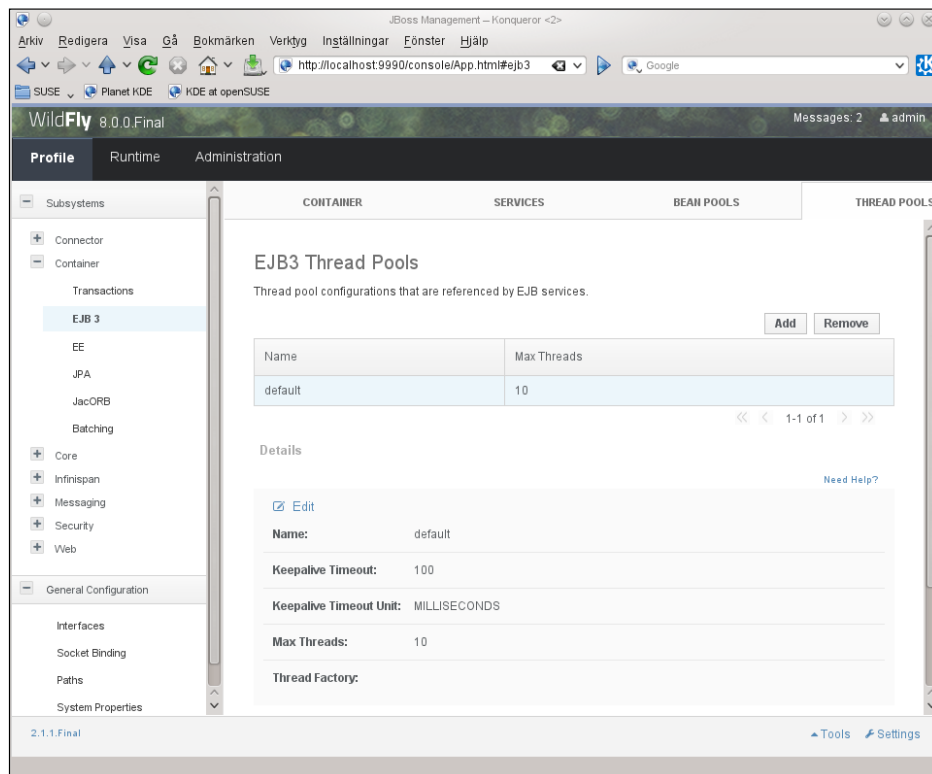 JBoss Management – Konqueror <2>
Arkiv Redigera Visa Gå Bokmärken Verktyg Inställningar Fönster Hjälp
http://localhost:9990/console/App.html#ejb3
Google
SUSE Planet KDE KDE at openSUSE
WildFly 8.0.0.Final
Messages: 2 admin
Profile Runtime Administration
Subsystems
Connector
Container
Transactions
EJB 3
EE
JPA
JacORB
Batching
Core
Infinispan
Messaging
Security
Web
General Configuration
Interfaces
Socket Binding
Paths
System Properties
CONTAINER SERVICES BEAN POOLS THREAD POOLS
EJB3 Thread Pools
Thread pool configurations that are referenced by EJB services.
Add Remove
Name Max Threads
default 10
1-1 of 1
Details
Need Help?
Edit
Name: default
Keepalive Timeout: 100
Keepalive Timeout Unit: MILLISECONDS
Max Threads: 10
Thread Factory:
2.1.1.Final
Tools Settings